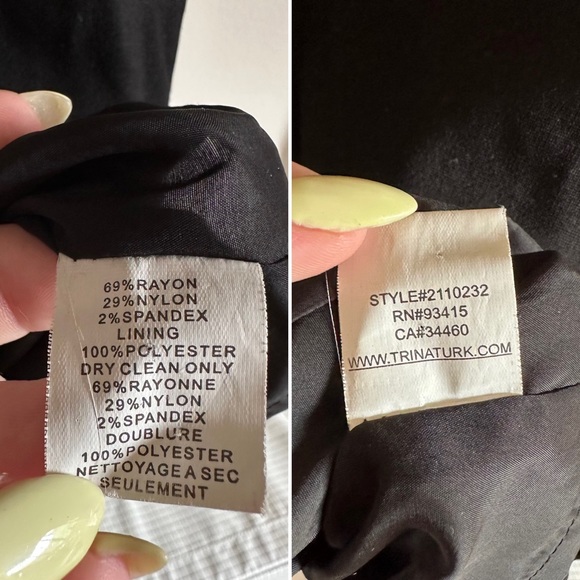 69%RAYON
29%NYLON
2%SPANDEX
LINING
100%POLYESTER
DRY CLEAN ONLY
69%RAYONNE
29%NYLON
2%SPANDEX
DOUBLURE
100%POLYESTER
NETTOYAGE A SEC
SEULEMENT
STYLE#2110232
RN#93415
CA#34460
WWW.TRINATURK.COM